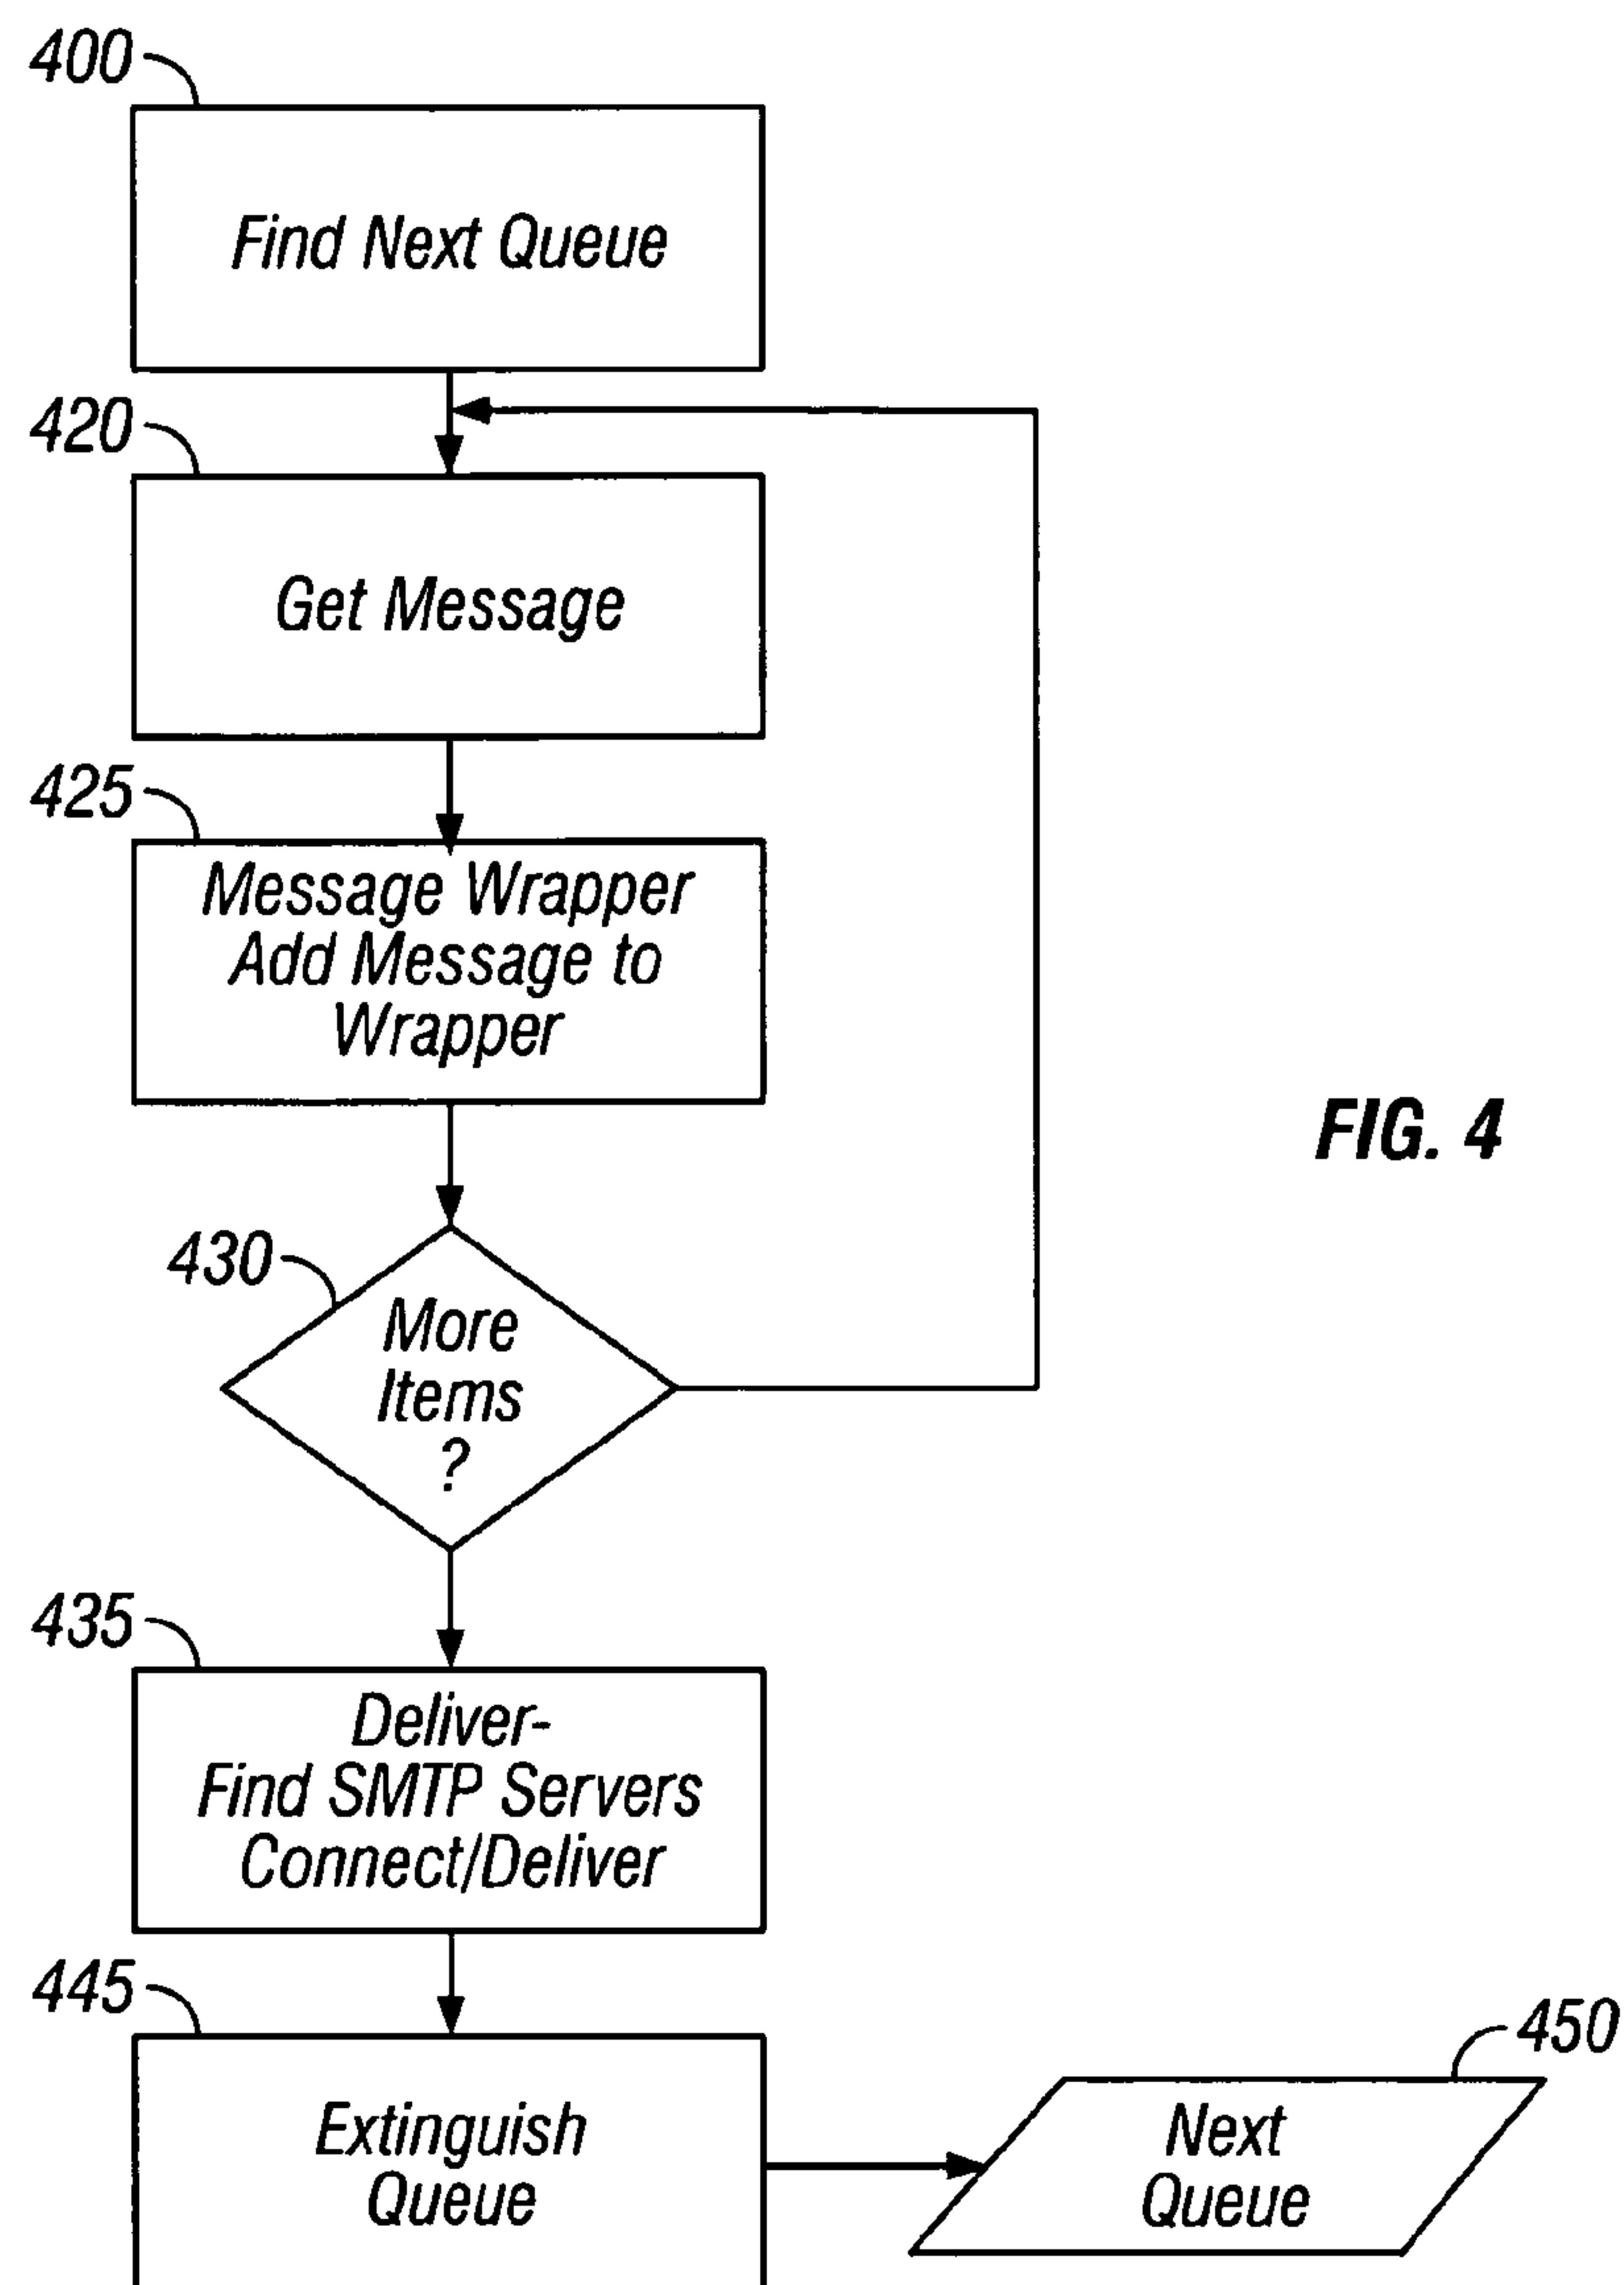 400
Find Next Queue
420
Get Message
425
Message Wrapper
Add Message to
Wrapper
FIG. 4
430
More
Items
?
435
Deliver-
Find SMTP Servers
Connect/Deliver
445
Extinguish
Queue
450
Next
Queue